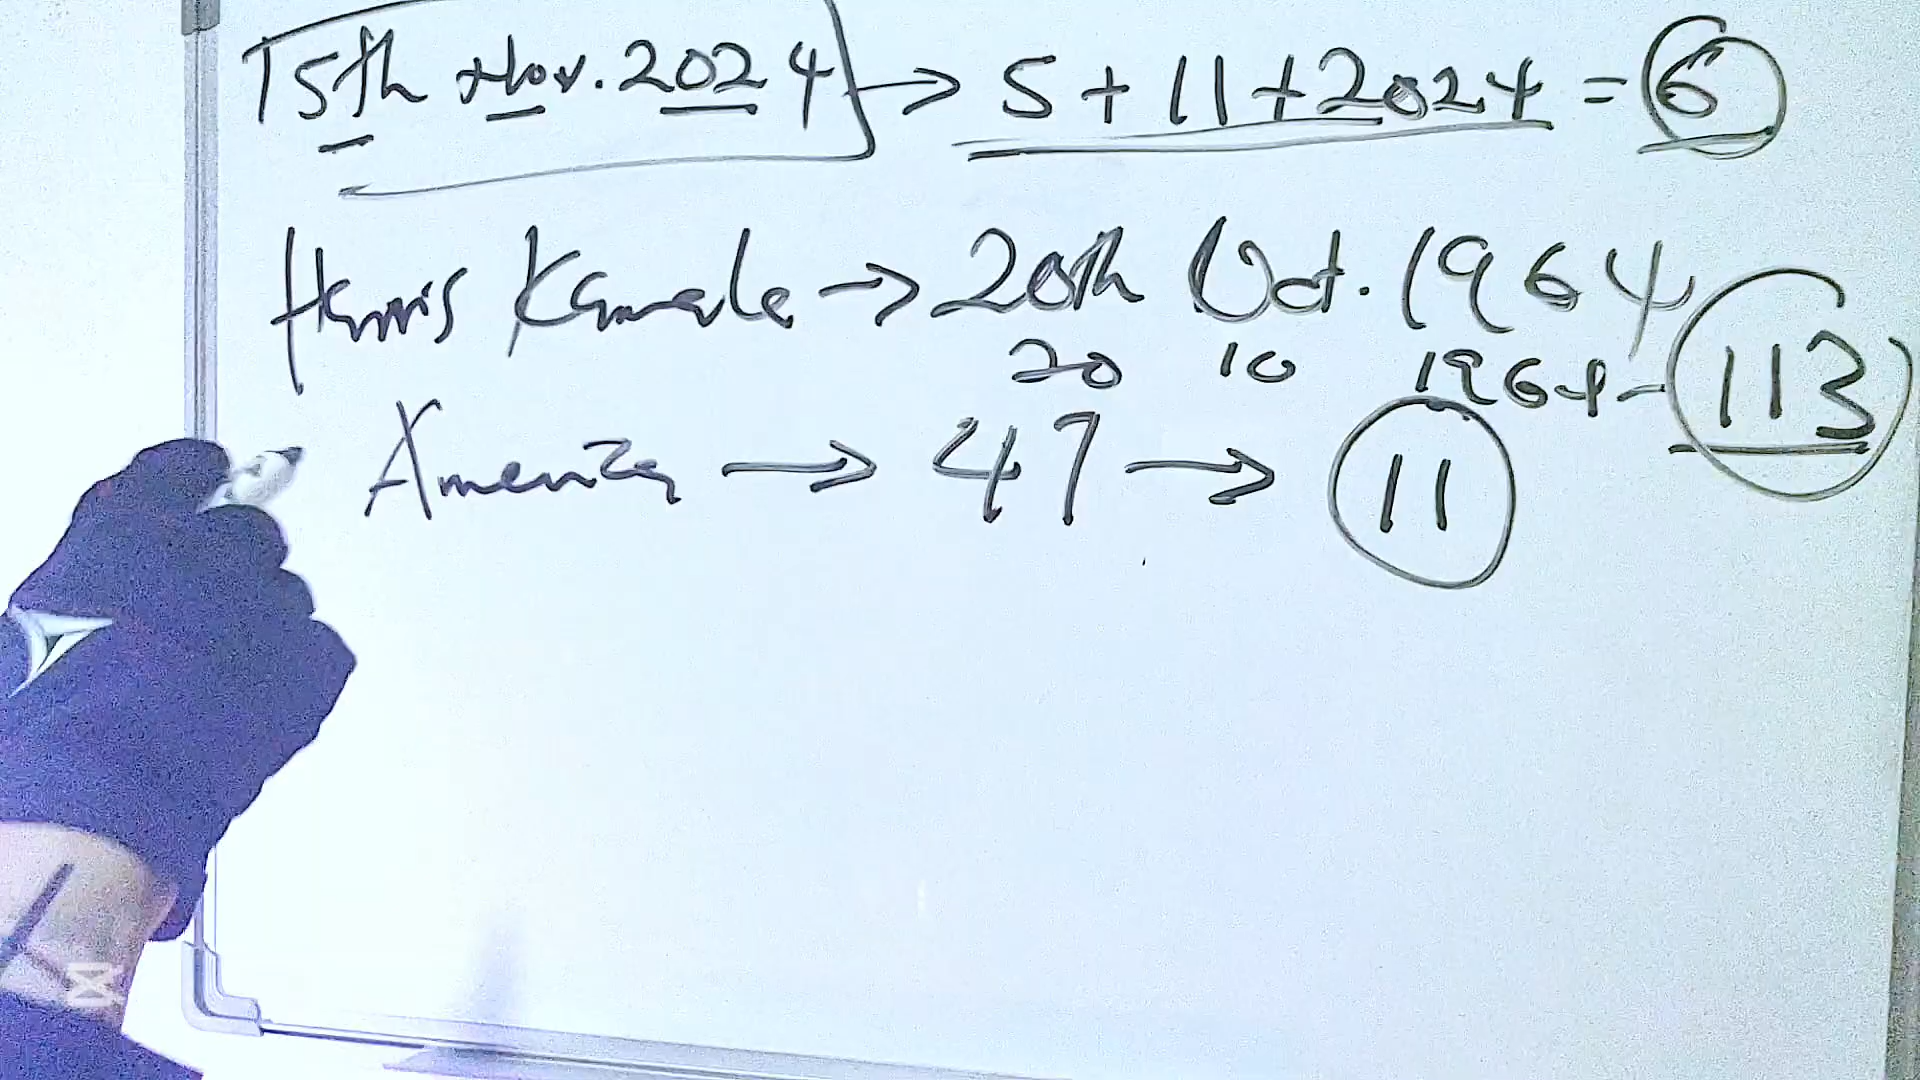 5th Nov. 2024 → 5 + 11 + 2024 = 6
Harris Kamala → 20th Oct. 1964
20 10 1964 - 113
America → 47 → 11